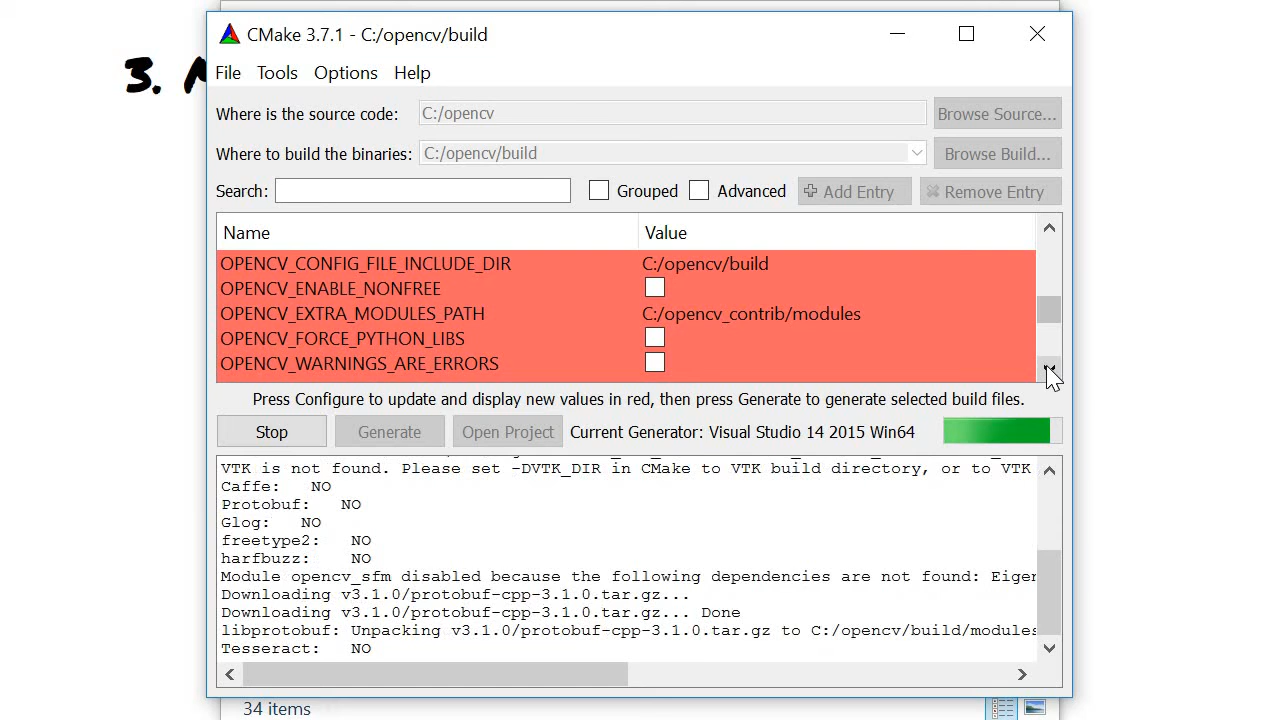 CMake 3.7.1 - C:/opencv/build
3.
File Tools Options Help
Where is the source code: C:/opencv Browse Source...
Where to build the binaries: C:/opencv/build Browse Build...
Search: Grouped Advanced Add Entry Remove Entry
Name Value
OPENCV_CONFIG_FILE_INCLUDE_DIR C:/opencv/build
OPENCV_ENABLE_NONFREE
OPENCV_EXTRA_MODULES_PATH C:/opencv_contrib/modules
OPENCV_FORCE_PYTHON_LIBS
OPENCV_WARNINGS_ARE_ERRORS
Press Configure to update and display new values in red, then press Generate to generate selected build files.
Stop Generate Open Project Current Generator: Visual Studio 14 2015 Win64
VTK is not found. Please set -DVTK_DIR in CMake to VTK build directory, or to VTK
Caffe: NO
Protobuf: NO
Glog: NO
freetype2: NO
harfbuzz: NO
Module opencv_sfm disabled because the following dependencies are not found: Eiger
Downloading v3.1.0/protobuf-cpp-3.1.0.tar.gz...
Downloading v3.1.0/protobuf-cpp-3.1.0.tar.gz... Done
libprotobuf: Unpacking v3.1.0/protobuf-cpp-3.1.0.tar.gz to C:/opencv/build/modules
Tesseract: NO
34 items